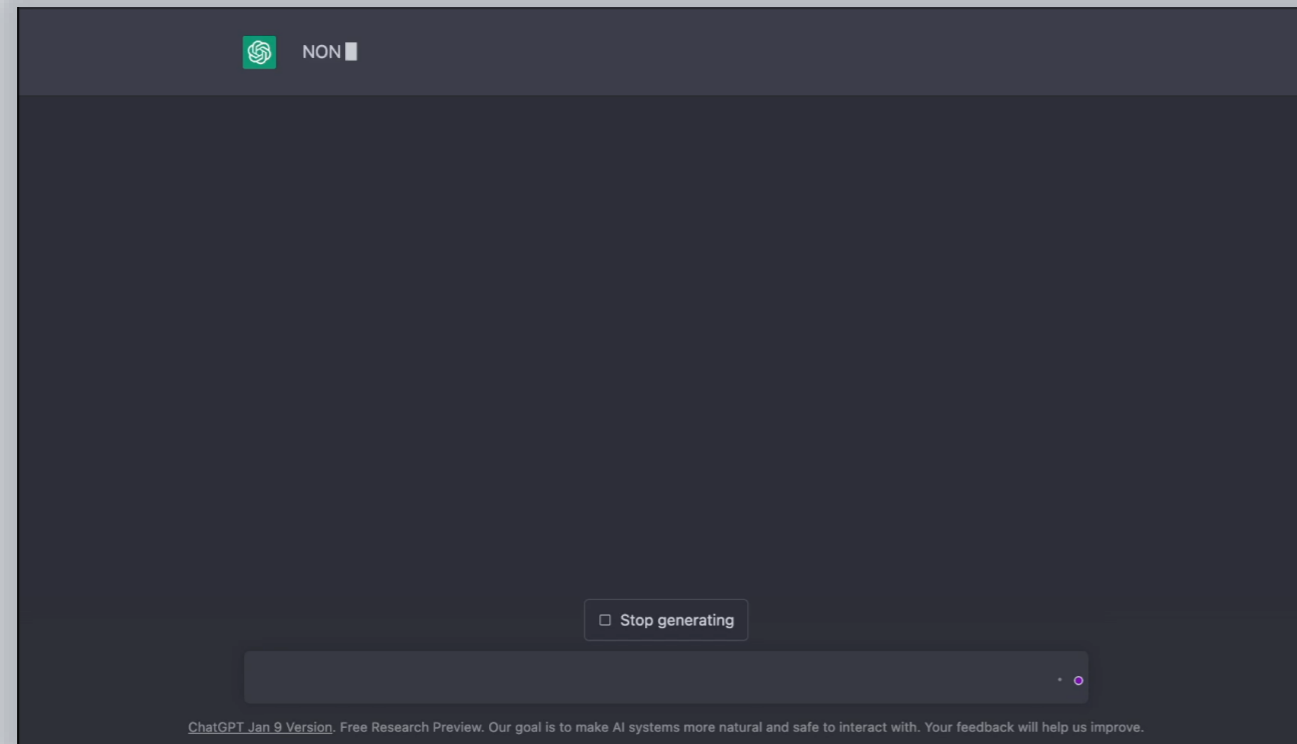 NON
Stop generating
ChatGPT Jan 9 Version. Free Research Preview. Our goal is to make AI systems more natural and safe to interact with. Your feedback will help us improve.